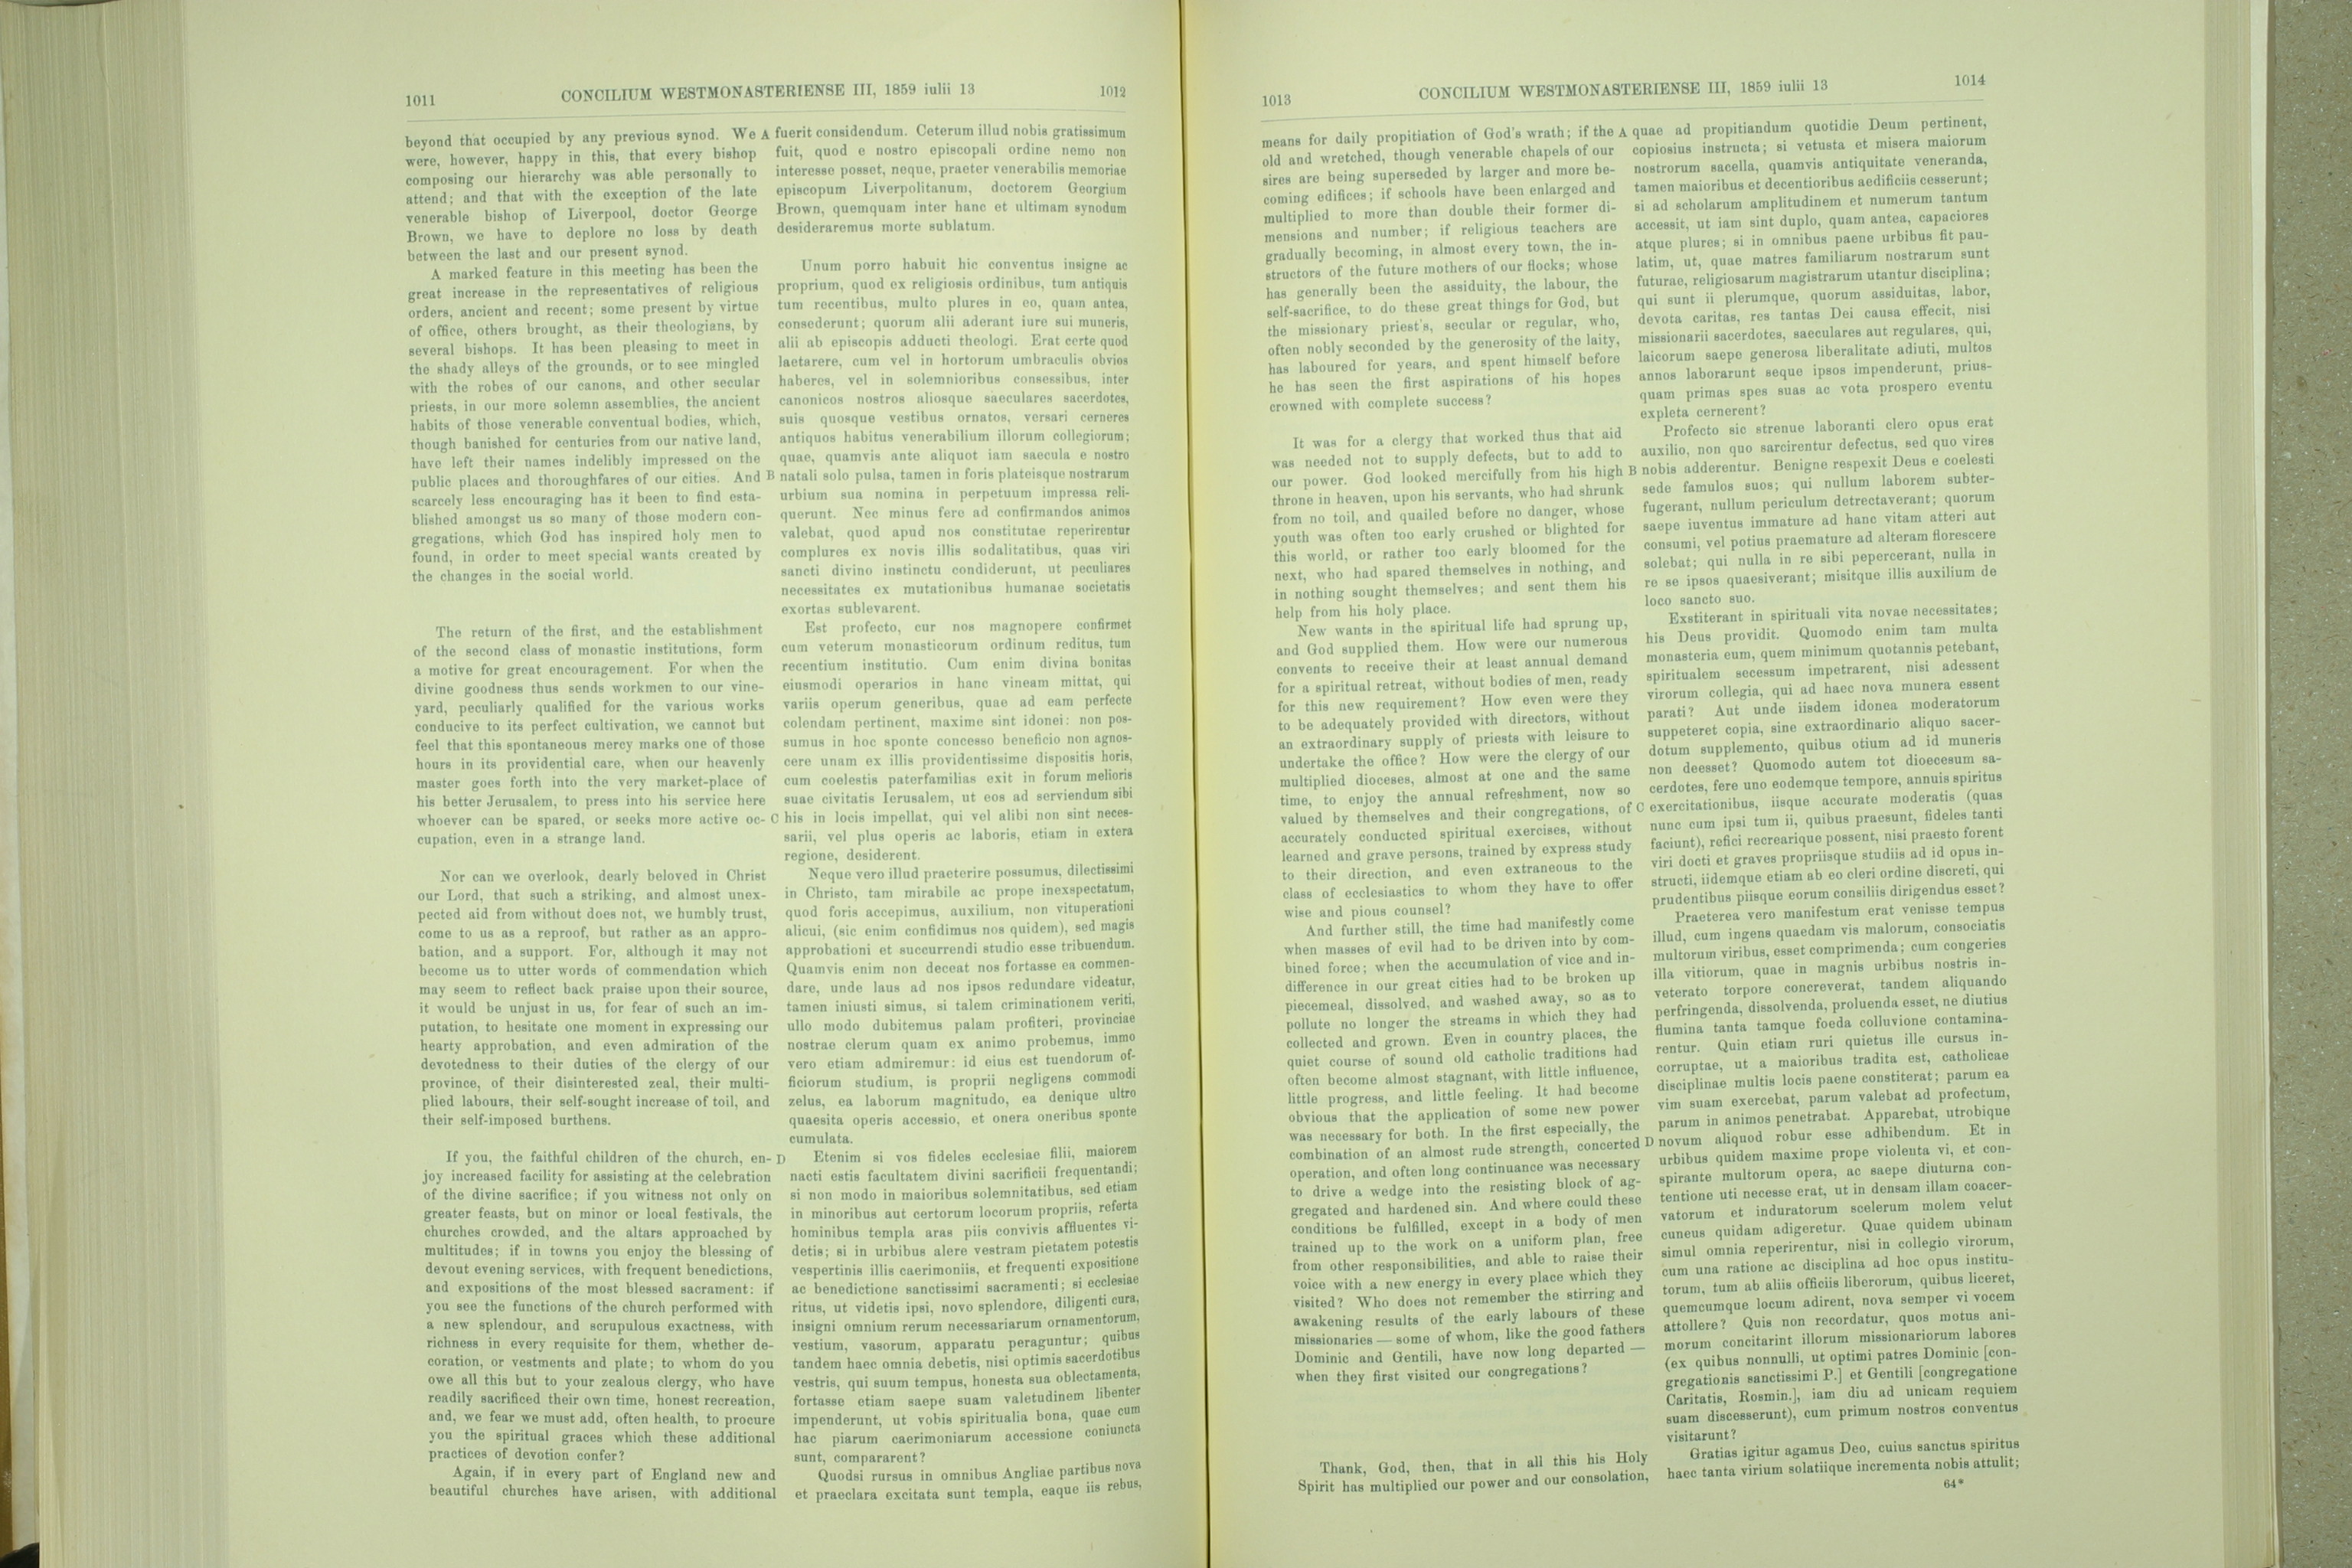 1011
CONCILIUM WESTMONASTERIENSE III, 1859 iulii 13
1012
beyond that occupied by any previous synod. We
were, however, happy in this, that every bishop
composing our hierarchy was able personally to
attend; and that with the exception of the late
venerable bishop of Liverpool, doctor George
Brown, we have to deplore no loss by death
between the last and our present synod.
A marked feature in this meeting has been the
great increase in the representatives of religious
orders, ancient and recent; some present by virtue
of office, others brought, as their theologians, by
several bishops. It has been pleasing to meet in
the shady alleys of the grounds, or to see mingled
with the robes of our canons, and other secular
priests, in our more solemn assemblies, the ancient
habits of those venerable conventual bodies, which,
though banished for centuries from our native land,
have left their names indelibly impressed on the
public places and thoroughfares of our cities. And
scarcely less encouraging has it been to find esta-
blished amongst us so many of those modern con-
gregations, which God has inspired holy men to
found, in order to meet special wants created by
the changes in the social world.
The return of the first, and the establishment
of the second class of monastic institutions, form
a motive for great encouragement. For when the
divine goodness thus sends workmen to our vine-
yard, peculiarly qualified for the various works
conducive to its perfect cultivation, we cannot but
feel that this spontaneous mercy marks one of those
hours in its providential care, when our heavenly
master goes forth into the very market-place of
his better Jerusalem, to press into his service here
whoever can be spared, or seeks more active oc-
cupation, even in a strange land.
Nor can we overlook, dearly beloved in Christ
our Lord, that such a striking, and almost unex-
pected aid from without does not, we humbly trust,
come to us as a reproof, but rather as an appro-
bation, and a support. For, although it may not
become us to utter words of commendation which
may seem to reflect back praise upon their source,
it would be unjust in us, for fear of such an im-
putation, to hesitate one moment in expressing our
hearty approbation, and even admiration of the
devotedness to their duties of the clergy of our
province, of their disinterested zeal, their multi-
plied labours, their self-sought increase of toil, and
their self-imposed burthens.
If you, the faithful children of the church, en-
joy increased facility for assisting at the celebration
of the divine sacrifice; if you witness not only on
greater feasts, but on minor or local festivals, the
churches crowded, and the altars approached by
multitudes; if in towns you enjoy the blessing of
devout evening services, with frequent benedictions,
and expositions of the most blessed sacrament: if
you see the functions of the church performed with
a new splendour, and scrupulous exactness, with
richness in every requisite for them, whether de-
coration, or vestments and plate; to whom do you
owe all this but to your zealous clergy, who have
readily sacrificed their own time, honest recreation,
and, we fear we must add, often health, to procure
you the spiritual graces which these additional
practices of devotion confer?
Again, if in every part of England new and
beautiful churches have arisen, with additional
A
B
C
D
fuerit considendum. Ceterum illud nobis gratissimum
fuit, quod e nostro episcopali ordine nemo non
interesse posset, neque, praeter venerabilis memoriae
episcopum Liverpolitanum, doctorem Georgium
Brown, quemquam inter hanc et ultimam synodum
desideraremus morte sublatum.
Unum porro habuit hic conventus insigne ac
proprium, quod ex religiosis ordinibus, tum antiquis
tum recentibus, multo plures in eo, quam antea,
consederunt; quorum alii aderant iure sui muneris,
alii ab episcopis adducti theologi. Erat certe quod
laetarere, cum vel in hortorum umbraculis obvios
haberes, vel in solemnioribus consessibus, inter
canonicos nostros aliosque saeculares sacerdotes,
suis quosque vestibus ornatos, versari cerneres
antiquos habitus venerabilium illorum collegiorum;
quae, quamvis ante aliquot iam saecula e nostro
natali solo pulsa, tamen in foris plateisque nostrarum
urbium sua nomina in perpetuum impressa reli-
querunt. Nec minus fere ad confirmandos animos
valebat, quod apud nos constitutae reperirentur
complures ex novis illis sodalitatibus, quas viri
sancti divino instinctu condiderunt, ut peculiares
necessitates ex mutationibus humanae societatis
exortas sublevarent.
Est profecto, cur nos magnopere confirmet
cum veterum monasticorum ordinum reditus, tum
recentium institutio. Cum enim divina bonitas
eiusmodi operarios in hanc vineam mittat, qui
variis operum generibus, quae ad eam perfecte
colendam pertinent, maxime sint idonei: non pos-
sumus in hoc sponte concesso beneficio non agnos-
cere unam ex illis providentissime dispositis horis,
cum coelestis paterfamilias exit in forum melioris
suae civitatis Ierusalem, ut eos ad serviendum sibi
his in locis impellat, qui vel alibi non sint neces-
sarii, vel plus operis ac laboris, etiam in extera
regione, desiderent.
Neque vero illud praeterire possumus, dilectissimi
in Christo, tam mirabile ac prope inexspectatum,
quod foris accepimus, auxilium, non vituperationi
alicui, (sic enim confidimus nos quidem), sed magis
approbationi et succurrendi studio esse tribuendum.
Quamvis enim non deceat nos fortasse ea commen-
dare, unde laus ad nos ipsos redundare videatur,
tamen iniusti simus, si talem criminationem veriti,
ullo modo dubitemus palam profiteri, provinciae
nostrae clerum quam ex animo probemus, immo
vero etiam admiremur: id eius est tuendorum of-
ficiorum studium, is proprii negligens commodi
zelus, ea laborum magnitudo, ea denique ultro
quaesita operis accessio, et onera oneribus sponte
cumulata.
Etenim si vos fideles ecclesiae filii, maiorem
nacti estis facultatem divini sacrificii frequentandi;
si non modo in maioribus solemnitatibus, sed etiam
in minoribus aut certorum locorum propriis, referta
hominibus templa aras piis convivis affluentes vi-
detis; si in urbibus alere vestram pietatem potestis
vespertinis illis caerimoniis, et frequenti expositione
ac benedictione sanctissimi sacramenti; si ecclesiae
ritus, ut videtis ipsi, novo splendore, diligenti cura,
insigni omnium rerum necessariarum ornamentorum,
vestium, vasorum, apparatu peraguntur; quibus
tandem haec omnia debetis, nisi optimis sacerdotibus
vestris, qui suum tempus, honesta sua oblectamenta,
fortasse etiam saepe suam valetudinem libenter
impenderunt, ut vobis spiritualia bona, quae cum
hac piarum caerimoniarum accessione coniuncta
sunt, compararent?
Quodsi rursus in omnibus Angliae partibus nova
et praeclara excitata sunt templa, eaque iis rebus,
1013
CONCILIUM WESTMONASTERIENSE III, 1859 iulii 13
1014
means for daily propitiation of God's wrath; if the
old and wretched, though venerable chapels of our
sires are being superseded by larger and more be-
coming edifices; if schools have been enlarged and
multiplied to more than double their former di-
mensions and number; if religious teachers are
gradually becoming, in almost every town, the in-
structors of the future mothers of our flocks; whose
has generally been the assiduity, the labour, the
self-sacrifice, to do these great things for God, but
the missionary priest's, secular or regular, who,
often nobly seconded by the generosity of the laity,
has laboured for years, and spent himself before
he has seen the first aspirations of his hopes
crowned with complete success?
It was for a clergy that worked thus that aid
was needed not to supply defects, but to add to
our power. God looked mercifully from his high
throne in heaven, upon his servants, who had shrunk
from no toil, and quailed before no danger, whose
youth was often too early crushed or blighted for
this world, or rather too early bloomed for the
next, who had spared themselves in nothing, and
in nothing sought themselves; and sent them his
help from his holy place.
New wants in the spiritual life had sprung up,
and God supplied them. How were our numerous
convents to receive their at least annual demand
for a spiritual retreat, without bodies of men, ready
for this new requirement? How even were they
to be adequately provided with directors, without
an extraordinary supply of priests with leisure to
undertake the office? How were the clergy of our
multiplied dioceses, almost at one and the same
time, to enjoy the annual refreshment, now so
valued by themselves and their congregations, of
accurately conducted spiritual exercises, without
learned and grave persons, trained by express study
to their direction, and even extraneous to the
class of ecclesiastics to whom they have to offer
wise and pious counsel?
And further still, the time had manifestly come
when masses of evil had to be driven into by com-
bined force; when the accumulation of vice and in-
difference in our great cities had to be broken up
piecemeal, dissolved, and washed away, so as to
pollute no longer the streams in which they had
collected and grown. Even in country places, the
quiet course of sound old catholic traditions had
often become almost stagnant, with little influence,
little progress, and little feeling. It had become
obvious that the application of some new power
was necessary for both. In the first especially, the
combination of an almost rude strength, concerted
operation, and often long continuance was necessary
to drive a wedge into the resisting block of ag-
gregated and hardened sin. And where could these
conditions be fulfilled, except in a body of men
trained up to the work on a uniform plan, free
from other responsibilities, and able to raise their
voice with a new energy in every place which they
visited? Who does not remember the stirring and
awakening results of the early labours of these
missionaries — some of whom, like the good fathers
Dominic and Gentili, have now long departed —
when they first visited our congregations?
Thank, God, then, that in all this his Holy
Spirit has multiplied our power and our consolation,
A
B
C
D
quae ad propitiandum quotidie Deum pertinent,
copiosius instructa; si vetusta et misera maiorum
nostrorum sacella, quamvis antiquitate veneranda,
tamen maioribus et decentioribus aedificiis cesserunt;
si ad scholarum amplitudinem et numerum tantum
accessit, ut iam sint duplo, quam antea, capaciores
atque plures; si in omnibus paene urbibus fit pau-
latim, ut, quae matres familiarum nostrarum sunt
futurae, religiosarum magistrarum utantur disciplina;
qui sunt ii plerumque, quorum assiduitas, labor,
devota caritas, res tantas Dei causa effecit, nisi
missionarii sacerdotes, saeculares aut regulares, qui,
laicorum saepe generosa liberalitate adiuti, multos
annos laborarunt seque ipsos impenderunt, prius-
quam primas spes suas ac vota prospero eventu
expleta cernerent?
Profecto sic strenue laboranti clero opus erat
auxilio, non quo sarcirentur defectus, sed quo vires
nobis adderentur. Benigne respexit Deus e coelesti
sede famulos suos; qui nullum laborem subter-
fugerant, nullum periculum detrectaverant; quorum
saepe iuventus immature ad hanc vitam atteri aut
consumi, vel potius praemature ad alteram florescere
solebat; qui nulla in re sibi pepercerant, nulla in
re se ipsos quaesiverant; misitque illis auxilium de
loco sancto suo.
Exstiterant in spirituali vita novae necessitates;
his Deus providit. Quomodo enim tam multa
monasteria eum, quem minimum quotannis petebant,
spiritualem secessum impetrarent, nisi adessent
virorum collegia, qui ad haec nova munera essent
parati? Aut unde iisdem idonea moderatorum
suppeteret copia, sine extraordinario aliquo sacer-
dotum supplemento, quibus otium ad id muneris
non deesset? Quomodo autem tot dioecesum sa-
cerdotes, fere uno eodemque tempore, annuis spiritus
exercitationibus, iisque accurate moderatis (quas
nunc cum ipsi tum ii, quibus praesunt, fideles tanti
faciunt), refici recrearique possent, nisi praesto forent
viri docti et graves propriisque studiis ad id opus in-
structi, iidemque etiam ab eo cleri ordine discreti, qui
prudentibus piisque eorum consiliis dirigendus esset?
Praeterea vero manifestum erat venisse tempus
illud, cum ingens quaedam vis malorum, consociatis
multorum viribus, esset comprimenda; cum congeries
illa vitiorum, quae in magnis urbibus nostris in-
veterato torpore concreverat, tandem aliquando
perfringenda, dissolvenda, proluenda esset, ne diutius
flumina tanta tamque foeda colluvione contamina-
rentur. Quin etiam ruri quietus ille cursus in-
corruptae, ut a maioribus tradita est, catholicae
disciplinae multis locis paene constiterat; parum ea
vim suam exercebat, parum valebat ad profectum,
parum in animos penetrabat. Apparebat, utrobique
novum aliquod robur esse adhibendum. Et in
urbibus quidem maxime prope violenta vi, et con-
spirante multorum opera, ac saepe diuturna con-
tentione uti necesse erat, ut in densam illam coacer-
vatorum et induratorum scelerum molem velut
cuneus quidam adigeretur. Quae quidem ubinam
simul omnia reperirentur, nisi in collegio virorum,
cum una ratione ac disciplina ad hoc opus institu-
torum, tum ab aliis officiis liberorum, quibus liceret,
quemcumque locum adirent, nova semper vi vocem
attollere? Quis non recordatur, quos motus ani-
morum concitarint illorum missionariorum labores
(ex quibus nonnulli, ut optimi patres Dominic [con-
gregationis sanctissimi P.] et Gentili [congregatione
Caritatis, Rosmin.], iam diu ad unicam requiem
suam discesserunt), cum primum nostros conventus
visitarunt?
Gratias igitur agamus Deo, cuius sanctus spiritus
haec tanta virium solatiique incrementa nobis attulit;
64*